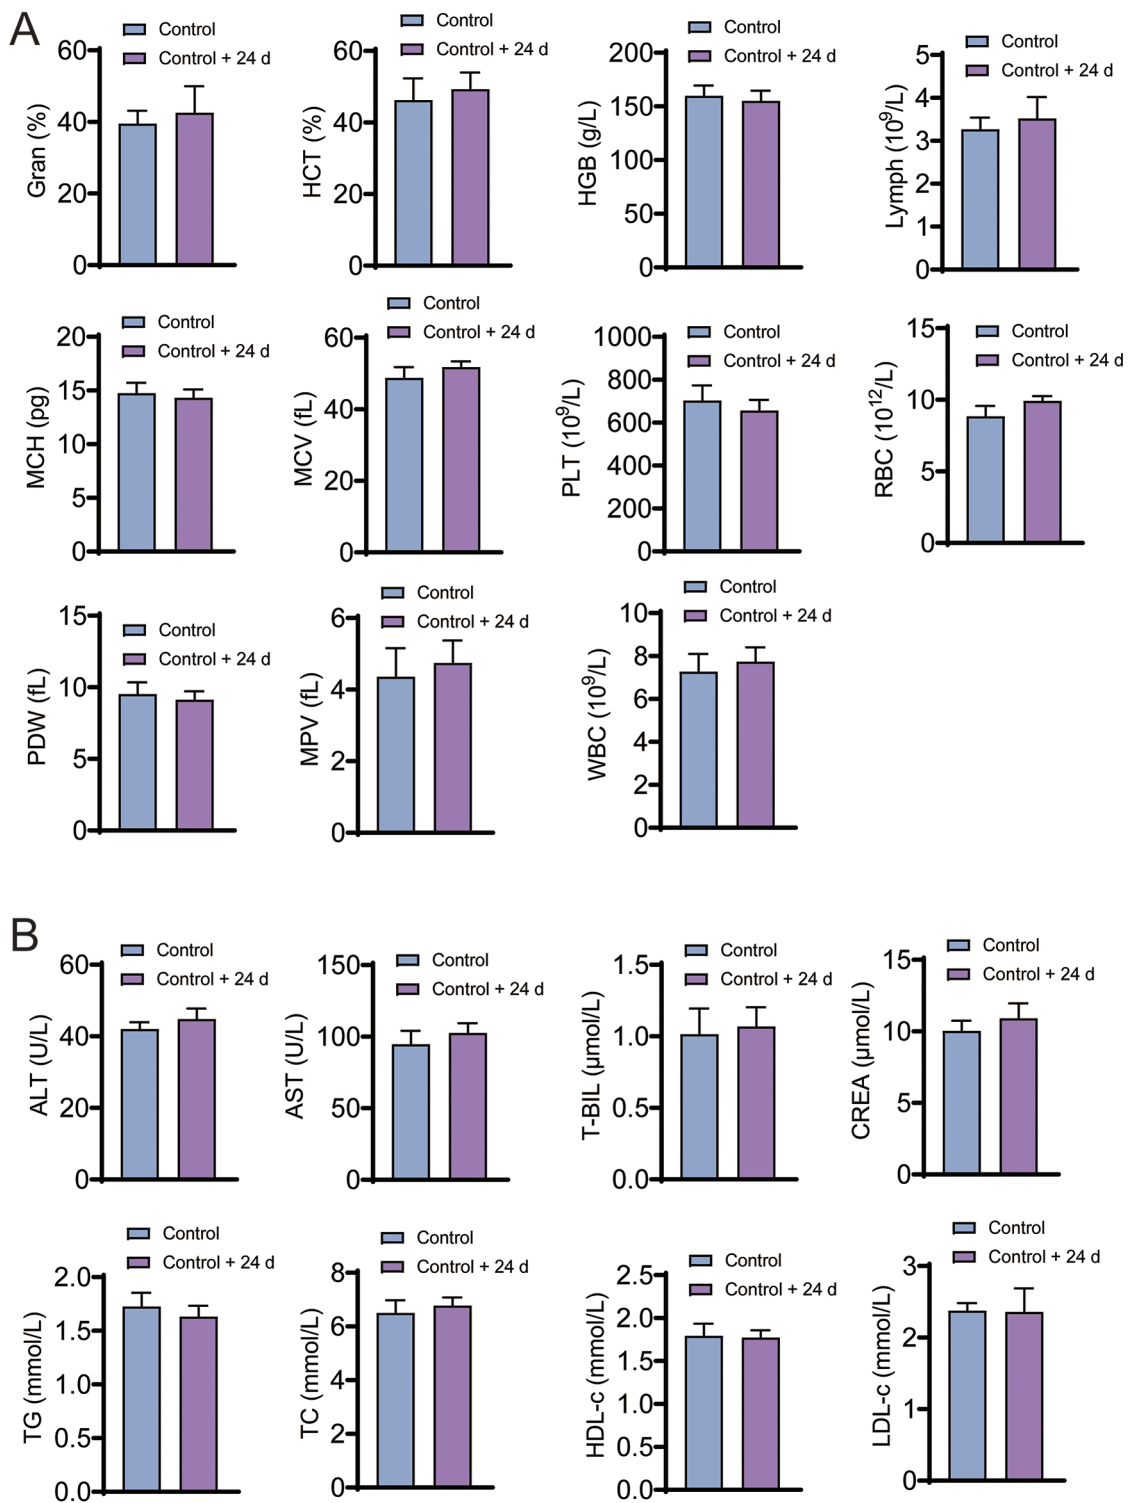 A
Control
Control + 24 d
60
40
20
0
Gran (%)
Control
Control + 24 d
60
40
20
0
HCT (%)
Control
Control + 24 d
200
150
100
50
0
HGB (g/L)
Control
Control + 24 d
5
4
3
2
1
0
Lymph (10⁹/L)
Control
Control + 24 d
20
15
10
5
0
MCH (pg)
Control
Control + 24 d
60
40
20
0
MCV (fL)
Control
Control + 24 d
1000
800
600
400
200
0
PLT (10⁹/L)
Control
Control + 24 d
15
10
5
0
RBC (10¹²/L)
Control
Control + 24 d
15
10
5
0
PDW (fL)
Control
Control + 24 d
6
4
2
0
MPV (fL)
Control
Control + 24 d
10
8
6
4
2
0
WBC (10⁹/L)
B
Control
Control + 24 d
60
40
20
0
ALT (U/L)
Control
Control + 24 d
150
100
50
0
AST (U/L)
Control
Control + 24 d
1.5
1.0
0.5
0.0
T-BIL (μmol/L)
Control
Control + 24 d
15
10
5
0
CREA (μmol/L)
Control
Control + 24 d
2.0
1.5
1.0
0.5
0.0
TG (mmol/L)
Control
Control + 24 d
8
6
4
2
0
TC (mmol/L)
Control
Control + 24 d
2.5
2.0
1.5
1.0
0.5
0.0
HDL-c (mmol/L)
Control
Control + 24 d
3
2
1
0
LDL-c (mmol/L)